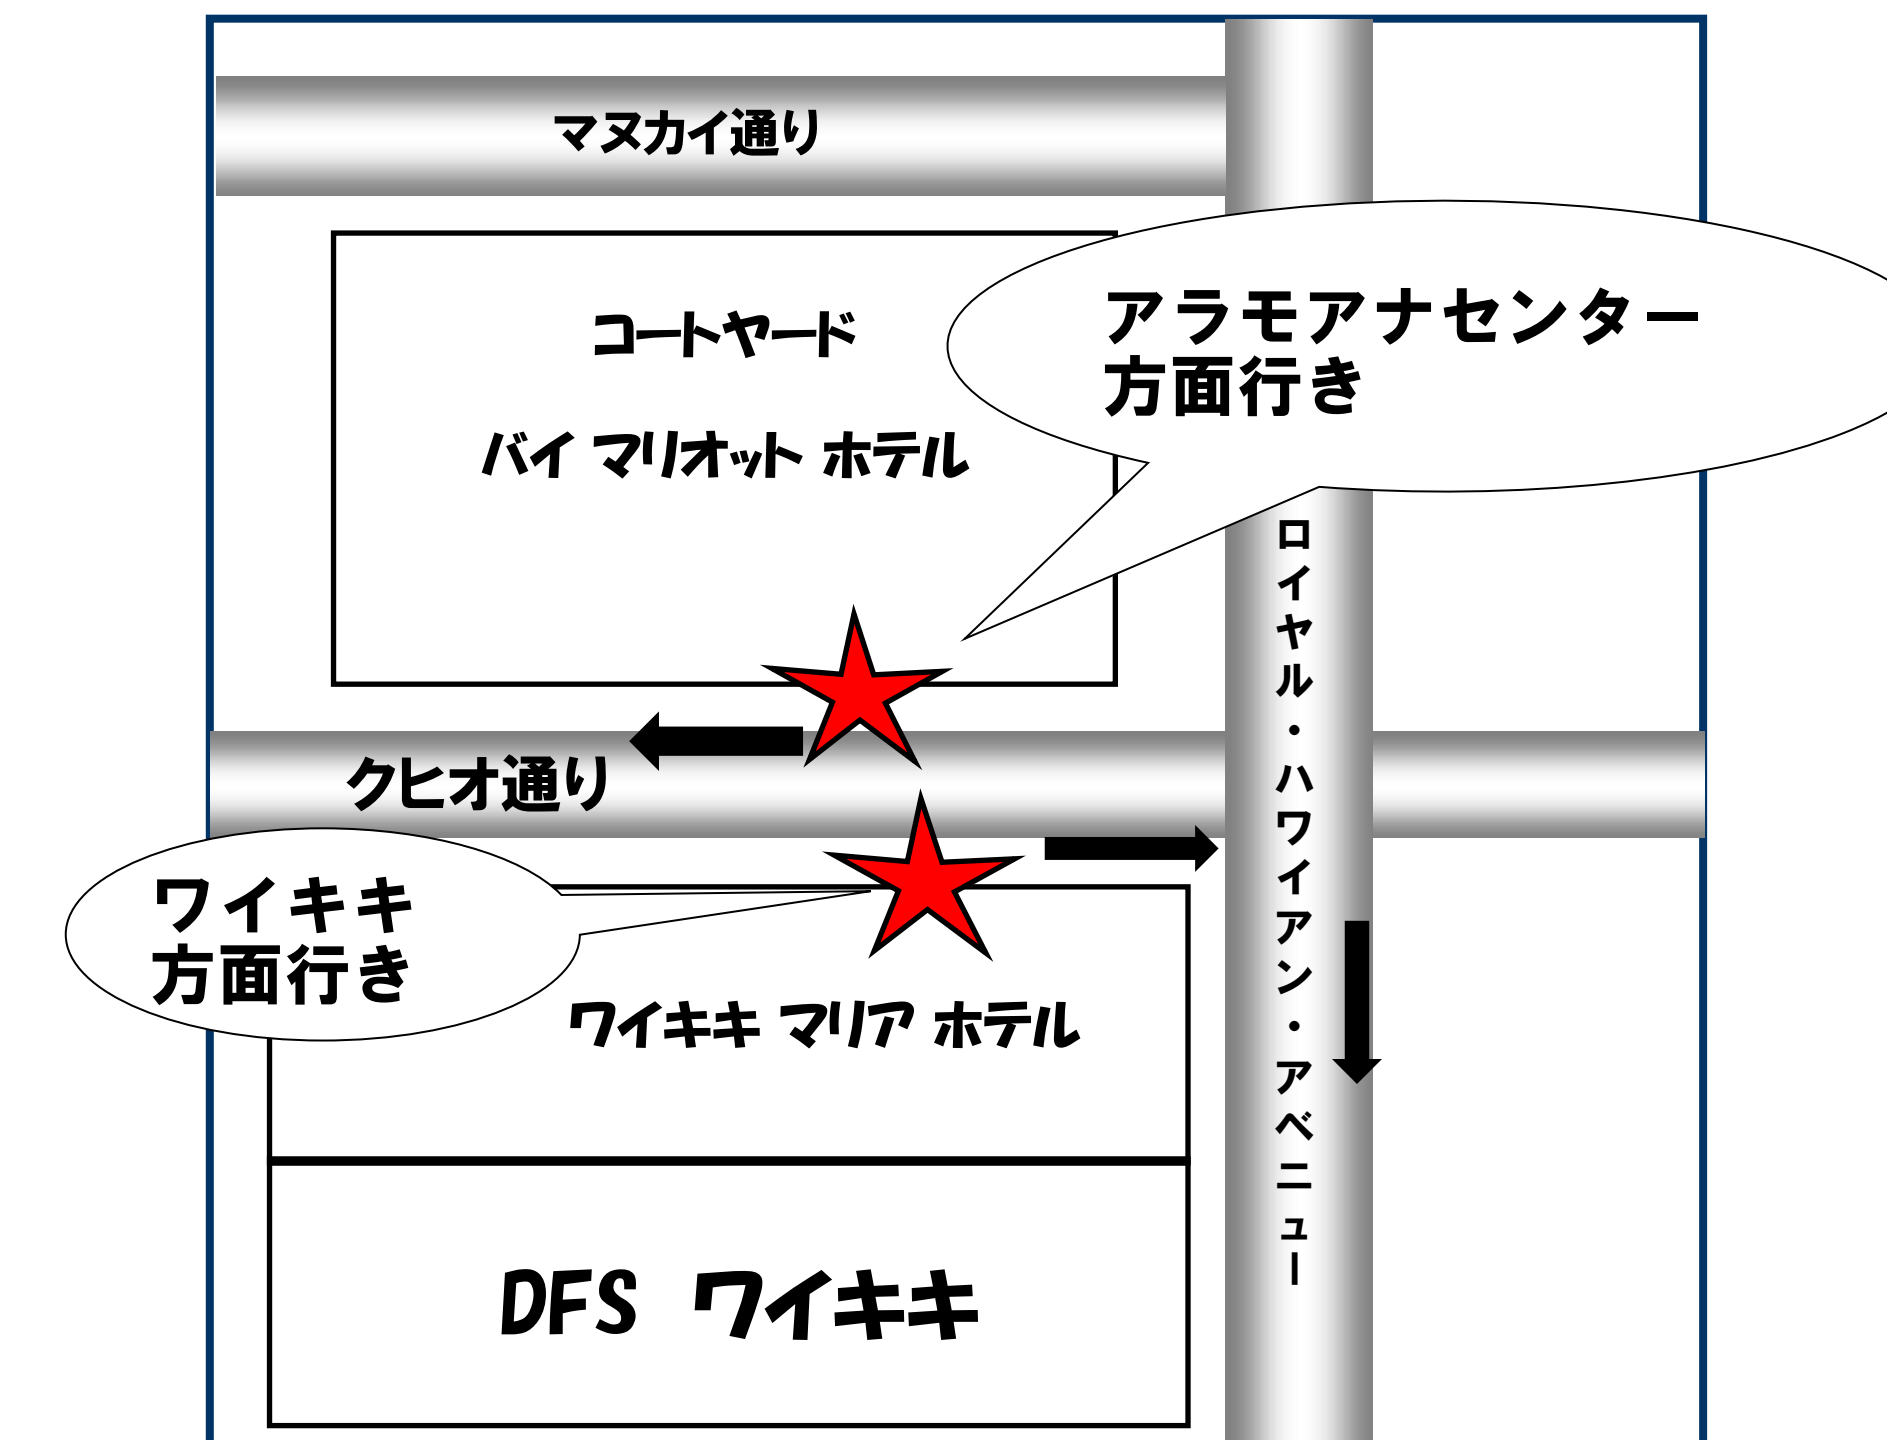 マヌカイ通り
コートヤード
バイ マリオット ホテル
アラモアナセンター
方面行き
ロイヤル・ハワイアン・アベニュー
クヒオ通り
ワイキキ
方面行き
ワイキキ マリア ホテル
DFS ワイキキ